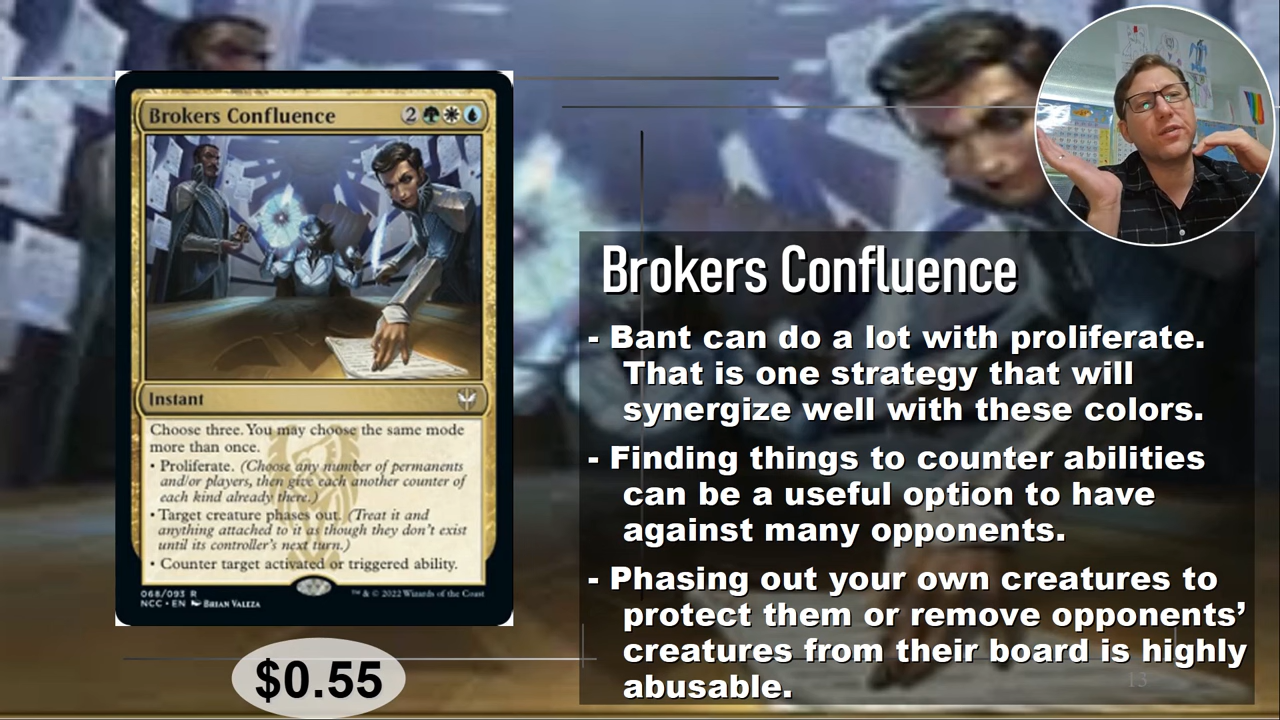 Brokers Confluence 2
Instant
Choose three. You may choose the same mode
more than once.
• Proliferate. (Choose any number of permanents
and/or players, then give each another counter of
each kind already there.)
• Target creature phases out. (Treat it and
anything attached to it as though they don't exist
until its controller's next turn.)
• Counter target activated or triggered ability.
068/093 R
NCC • EN Brian Valeza
™ & © 2022 Wizards of the Coast
$0.55
Brokers Confluence
- Bant can do a lot with proliferate.
That is one strategy that will
synergize well with these colors.
- Finding things to counter abilities
can be a useful option to have
against many opponents.
- Phasing out your own creatures to
protect them or remove opponents’
creatures from their board is highly
abusable.
13